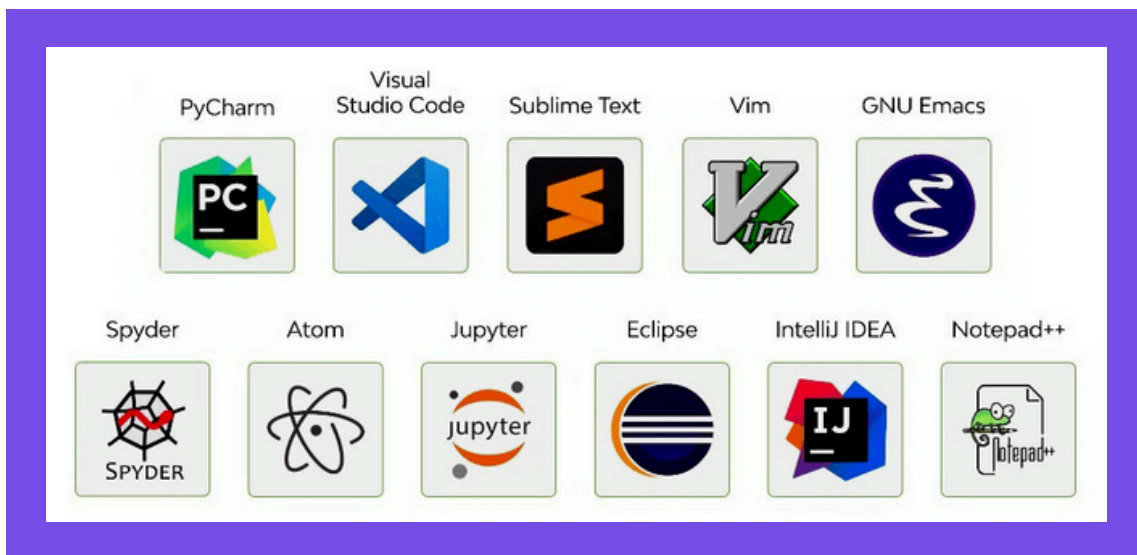 PyCharm
Visual
Studio Code
Sublime Text
Vim
GNU Emacs
PC
Vim
Spyder
Atom
Jupyter
Eclipse
IntelliJ IDEA
Notepad++
SPYDER
jupyter
IJ
Notepad++